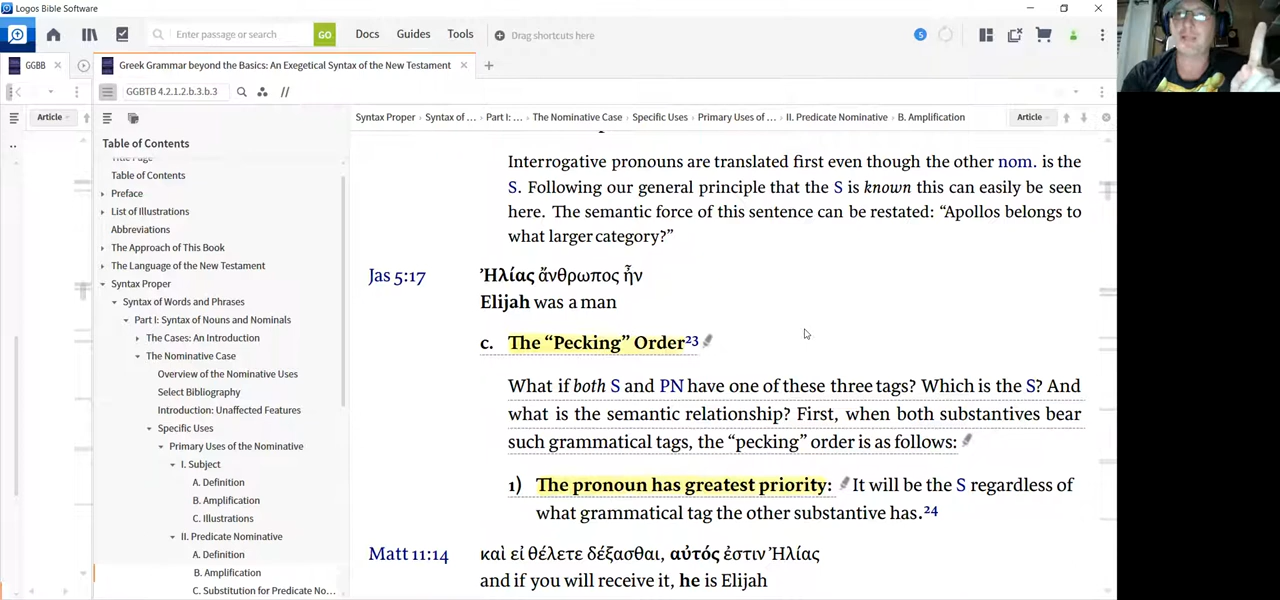 Logos Bible Software
Enter passage or search
GO
Docs
Guides
Tools
Drag shortcuts here
5
GGBB
Greek Grammar beyond the Basics: An Exegetical Syntax of the New Testament
GGBTB 4.2.1.2.b.3.b.3
Article
Table of Contents
Title Page
Table of Contents
Preface
List of Illustrations
Abbreviations
The Approach of This Book
The Language of the New Testament
Syntax Proper
Syntax of Words and Phrases
Part I: Syntax of Nouns and Nominals
The Cases: An Introduction
The Nominative Case
Overview of the Nominative Uses
Select Bibliography
Introduction: Unaffected Features
Specific Uses
Primary Uses of the Nominative
I. Subject
A. Definition
B. Amplification
C. Illustrations
II. Predicate Nominative
A. Definition
B. Amplification
C. Substitution for Predicate No...
Syntax Proper › Syntax of ... › Part I: ... › The Nominative Case › Specific Uses › Primary Uses of ... › II. Predicate Nominative › B. Amplification
Article
Interrogative pronouns are translated first even though the other nom. is the
S. Following our general principle that the S is known this can easily be seen
here. The semantic force of this sentence can be restated: “Apollos belongs to
what larger category?”
Jas 5:17 Ἠλίας ἄνθρωπος ἦν
Elijah was a man
c. The “Pecking” Order23
What if both S and PN have one of these three tags? Which is the S? And
what is the semantic relationship? First, when both substantives bear
such grammatical tags, the “pecking” order is as follows:
1) The pronoun has greatest priority: It will be the S regardless of
what grammatical tag the other substantive has.24
Matt 11:14 καὶ εἰ θέλετε δέξασθαι, αὐτός ἐστιν Ἠλίας
and if you will receive it, he is Elijah